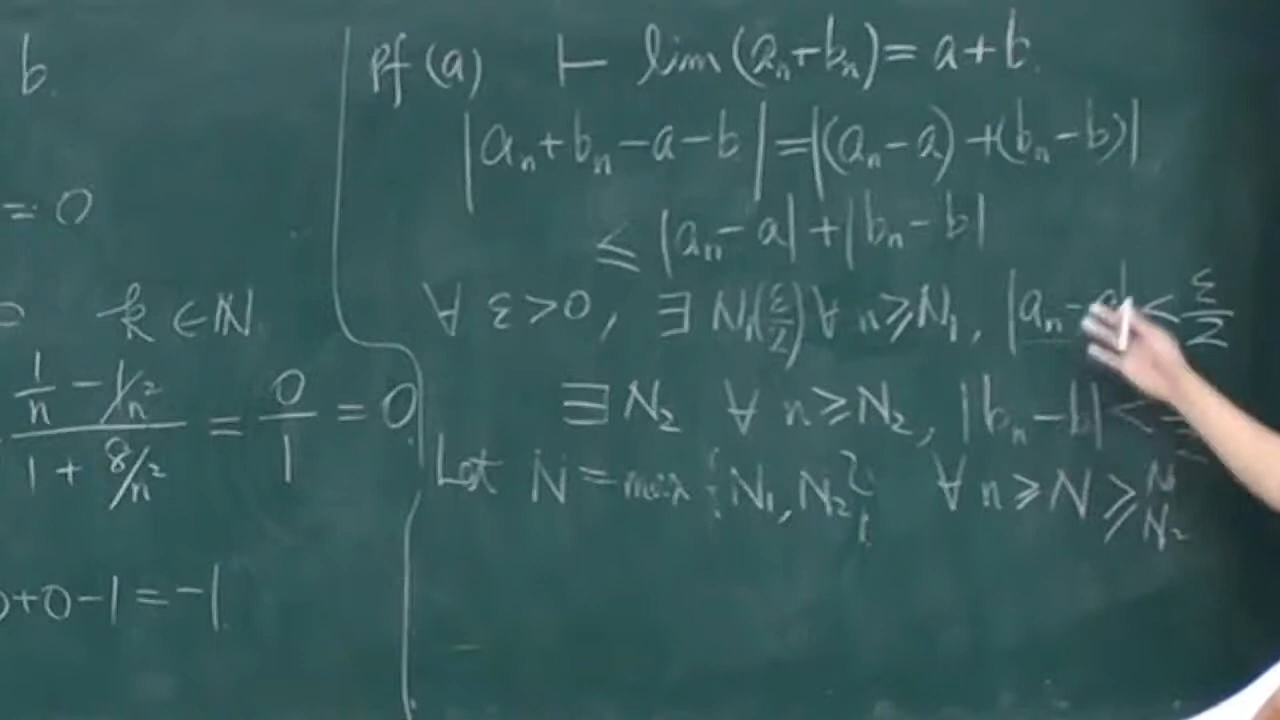 b.
= 0
k ∈ N
1/n - 1/n²
1 + 8/n²
= 0/1 = 0
+0-1 = -1
Pf (a) ⊢ lim (aₙ+bₙ) = a+b.
|aₙ+bₙ-a-b| = |(aₙ-a)+(bₙ-b)|
≤ |aₙ-a|+|bₙ-b|
∀ ε>0, ∃ N₁(ε/2) ∀ n≥N₁, |aₙ-a| < ε/2
∃ N₂ ∀ n≥N₂, |bₙ-b| <
Let N = max {N₁, N₂} ∀ n ≥ N ≥ N
N₂